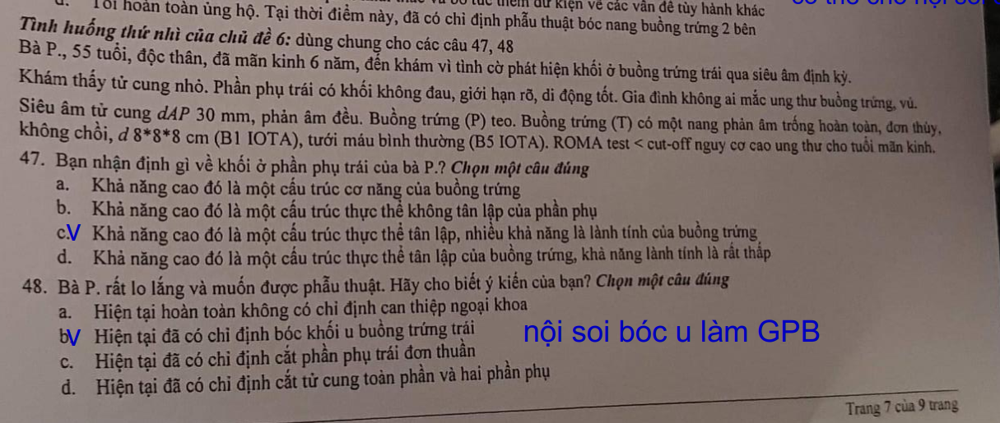 Tôi hoàn toàn ủng hộ. Tại thời điểm này, đã có chỉ định phẫu thuật bóc nang buồng trứng 2 bên
Tình huống thứ nhì của chủ đề 6: dùng chung cho các câu 47, 48
Bà P., 55 tuổi, độc thân, đã mãn kinh 6 năm, đến khám vì tình cờ phát hiện khối ở buồng trứng trái qua siêu âm định kỳ.
Khám thấy tử cung nhỏ. Phần phụ trái có khối không đau, giới hạn rõ, di động tốt. Gia đình không ai mắc ung thư buồng trứng, vú.
Siêu âm tử cung dAP 30 mm, phản âm đều. Buồng trứng (P) teo. Buồng trứng (T) có một nang phản âm trống hoàn toàn, đơn thùy,
không chồi, d 8*8*8 cm (B1 IOTA), tưới máu bình thường (B5 IOTA). ROMA test < cut-off nguy cơ cao ung thư cho tuổi mãn kinh.
47. Bạn nhận định gì về khối ở phần phụ trái của bà P.? Chọn một câu đúng
a. Khả năng cao đó là một cấu trúc cơ năng của buồng trứng
b. Khả năng cao đó là một cấu trúc thực thể không tân lập của phần phụ
c.V Khả năng cao đó là một cấu trúc thực thể tân lập, nhiều khả năng là lành tính của buồng trứng
d. Khả năng cao đó là một cấu trúc thực thể tân lập của buồng trứng, khả năng lành tính là rất thấp
48. Bà P. rất lo lắng và muốn được phẫu thuật. Hãy cho biết ý kiến của bạn? Chọn một câu đúng
a. Hiện tại hoàn toàn không có chỉ định can thiệp ngoại khoa
bV Hiện tại đã có chỉ định bóc khối u buồng trứng trái nội soi bóc u làm GPB
c. Hiện tại đã có chỉ định cắt phần phụ trái đơn thuần
d. Hiện tại đã có chỉ định cắt tử cung toàn phần và hai phần phụ
Trang 7 của 9 trang